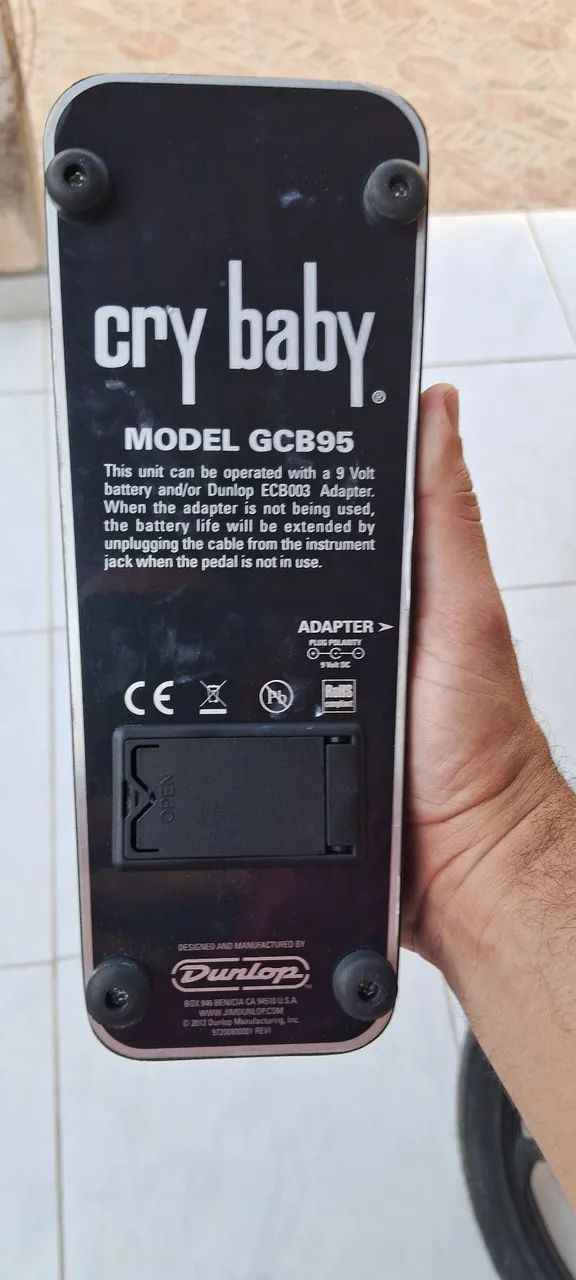 cry baby®
MODEL GCB95
This unit can be operated with a 9 Volt
battery and/or Dunlop ECB003 Adapter.
When the adapter is not being used,
the battery life will be extended by
unplugging the cable from the instrument
jack when the pedal is not in use.
ADAPTER ➤
PLUG POLARITY
9 Volt DC
CE
Pb
RoHS
compliant
OPEN
DESIGNED AND MANUFACTURED BY
Dunlop™
BOX 846 BENICIA CA 94510 U.S.A
WWW.JIMDUNLOP.COM
© 2012 Dunlop Manufacturing, Inc.
97200800001 REVI